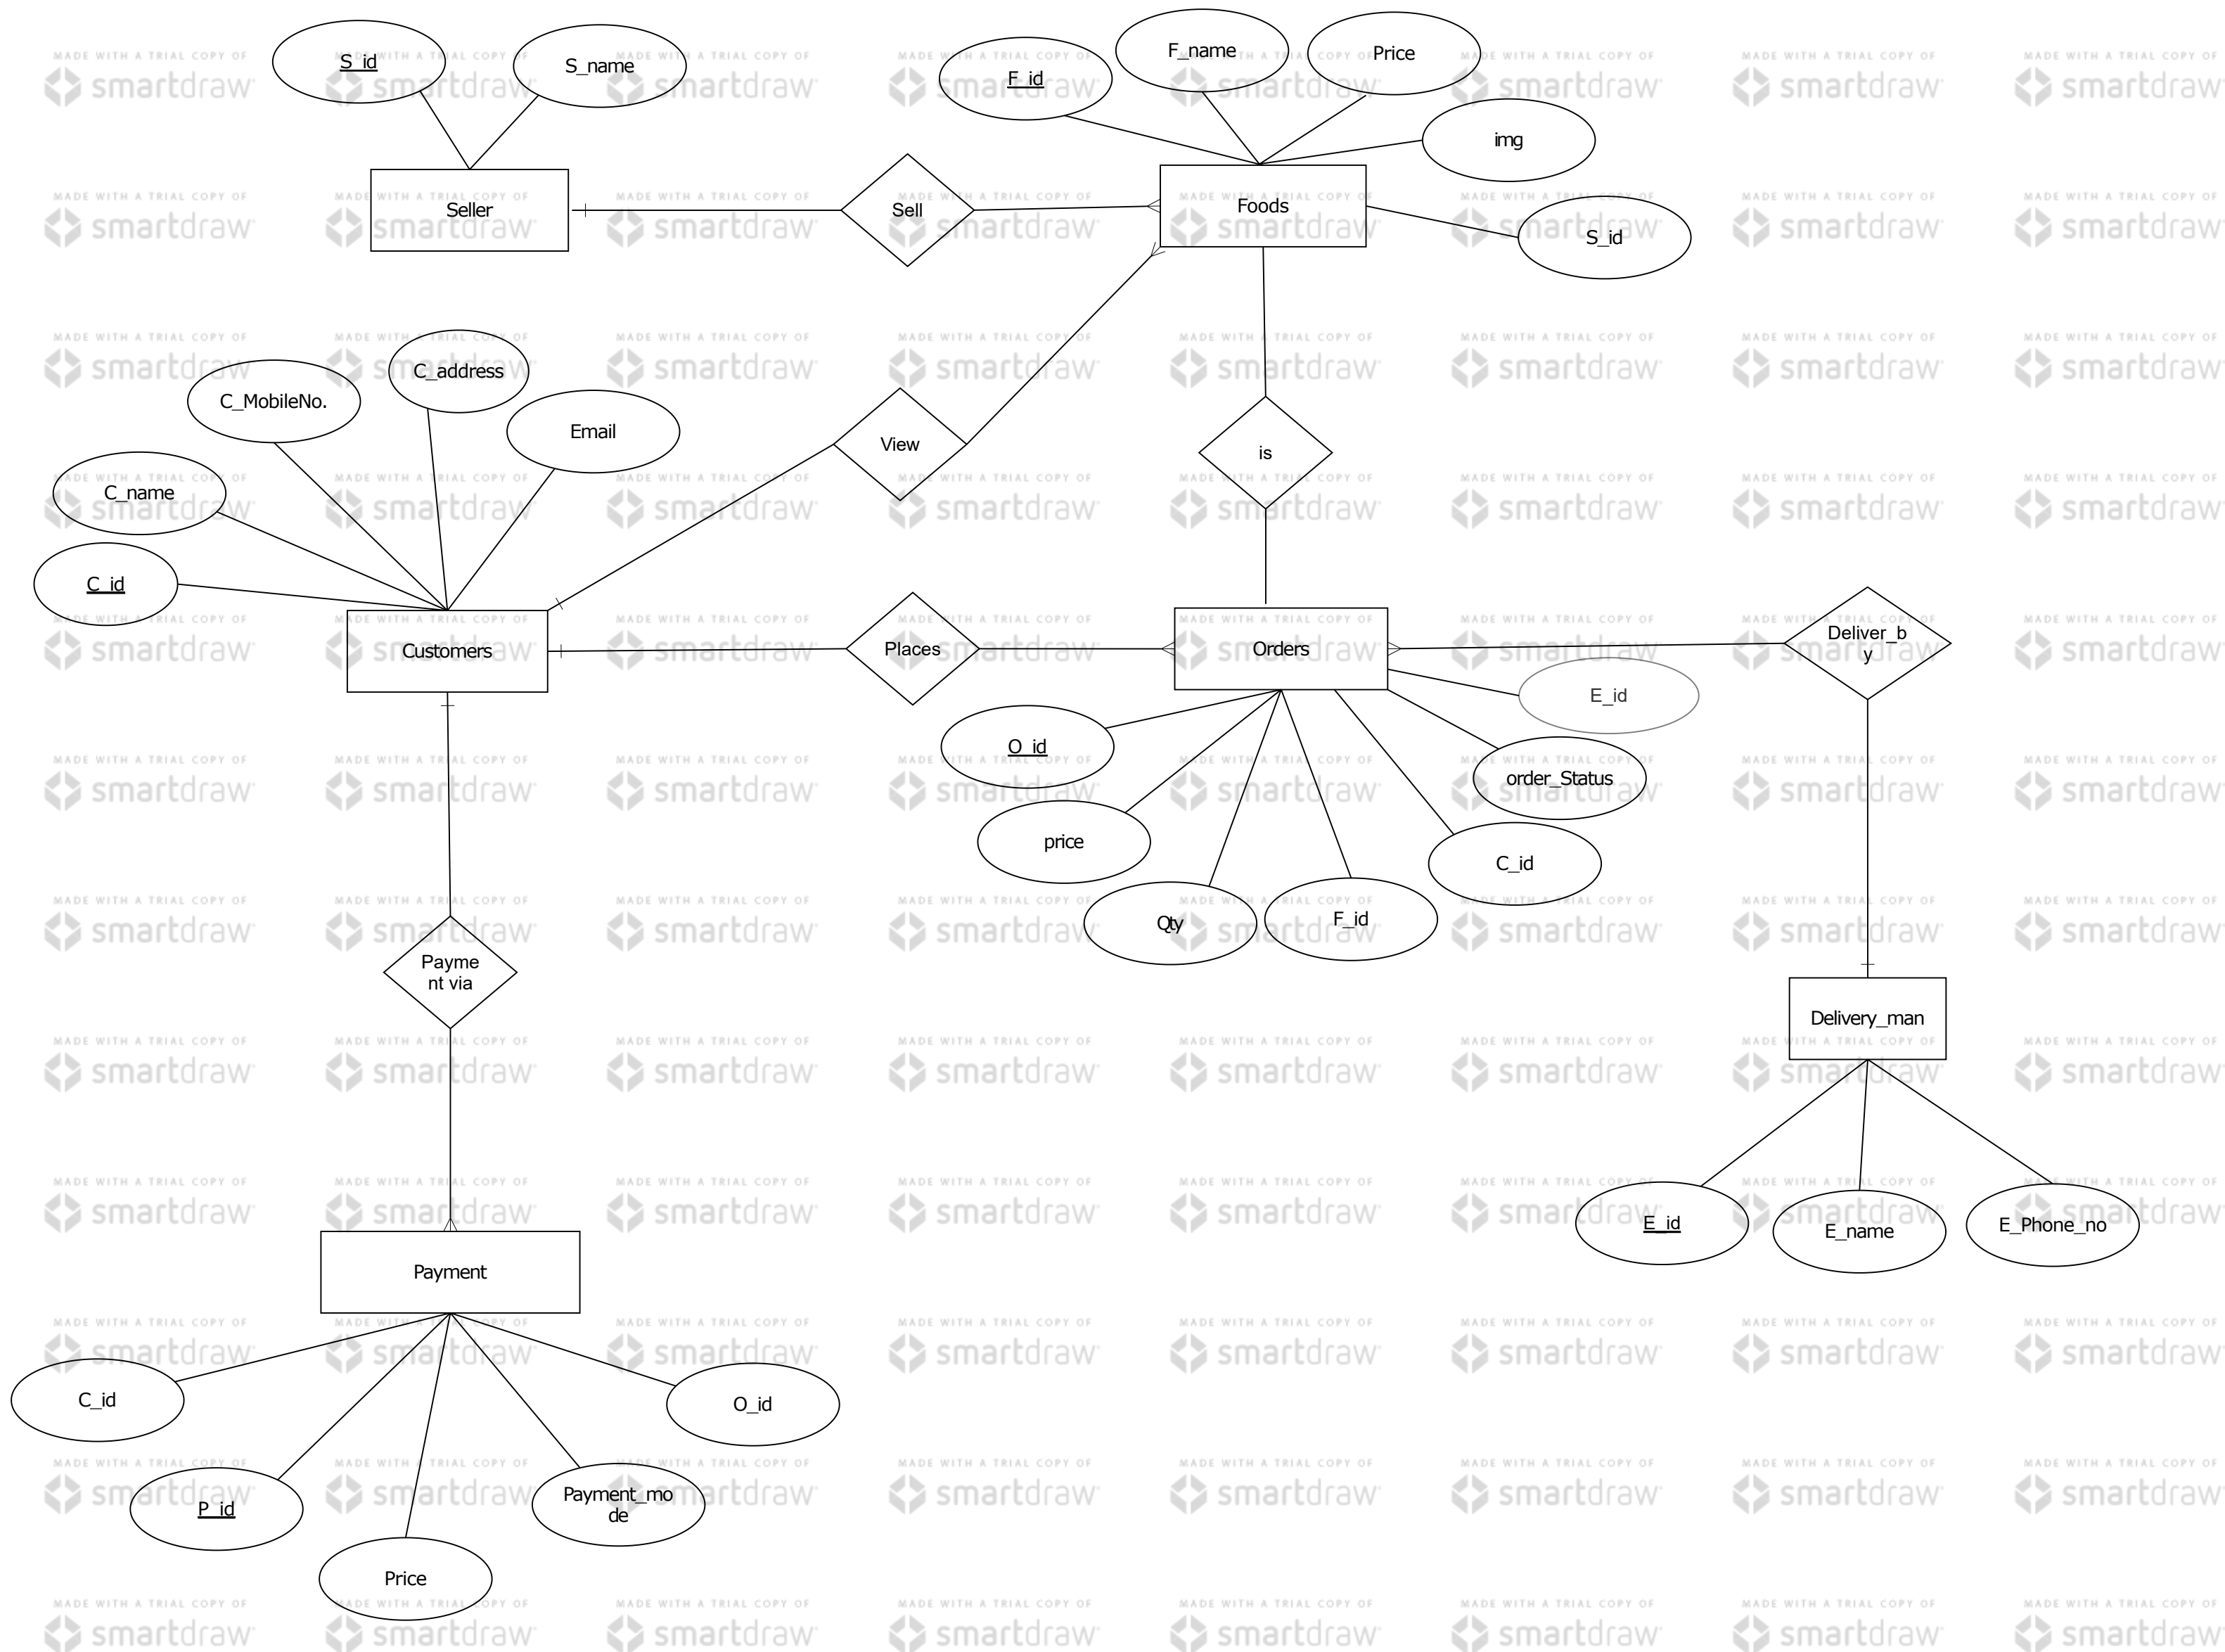 S_id
S_name
F_id
F_name
Price
img
S_id
Seller
Sell
Foods
C_address
C_MobileNo.
Email
C_name
C_id
View
is
Customers
Places
Orders
Deliver_b
y
E_id
O_id
order_Status
price
C_id
Qty
F_id
Payme
nt via
Delivery_man
E_id
E_name
E_Phone_no
Payment
C_id
O_id
P_id
Payment_mo
de
Price
MADE WITH A TRIAL COPY OF
smartdraw